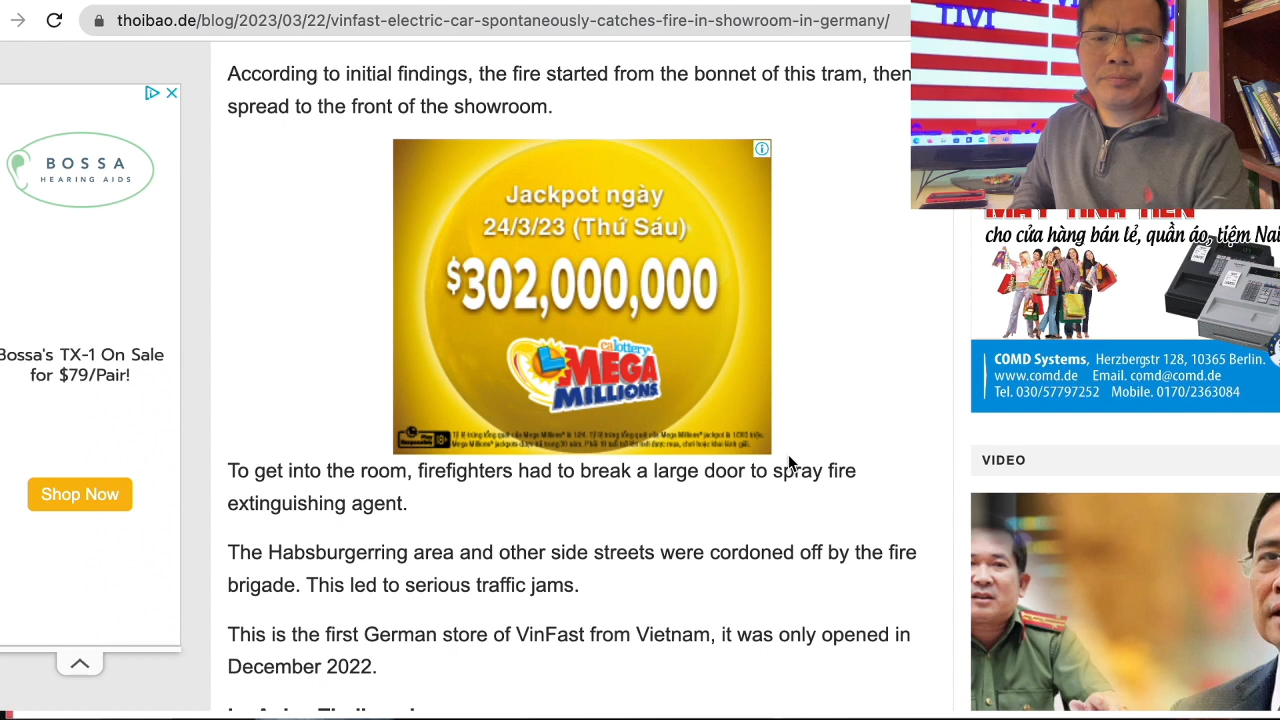 thoibao.de/blog/2023/03/22/vinfast-electric-car-spontaneously-catches-fire-in-showroom-in-germany/
TIVI
According to initial findings, the fire started from the bonnet of this tram, then
spread to the front of the showroom.
BOSSA
HEARING AIDS
Bossa's TX-1 On Sale
for $79/Pair!
Shop Now
Jackpot ngày
24/3/23 (Thứ Sáu)
$302,000,000
calottery
MEGA
MILLIONS
MÁY TÍNH TIỀN
cho cửa hàng bán lẻ, quần áo, tiệm Nai
COMD Systems, Herzbergstr 128, 10365 Berlin.
www.comd.de Email. comd@comd.de
Tel. 030/57797252 Mobile. 0170/2363084
To get into the room, firefighters had to break a large door to spray fire
extinguishing agent.
The Habsburgerring area and other side streets were cordoned off by the fire
brigade. This led to serious traffic jams.
This is the first German store of VinFast from Vietnam, it was only opened in
December 2022.
VIDEO